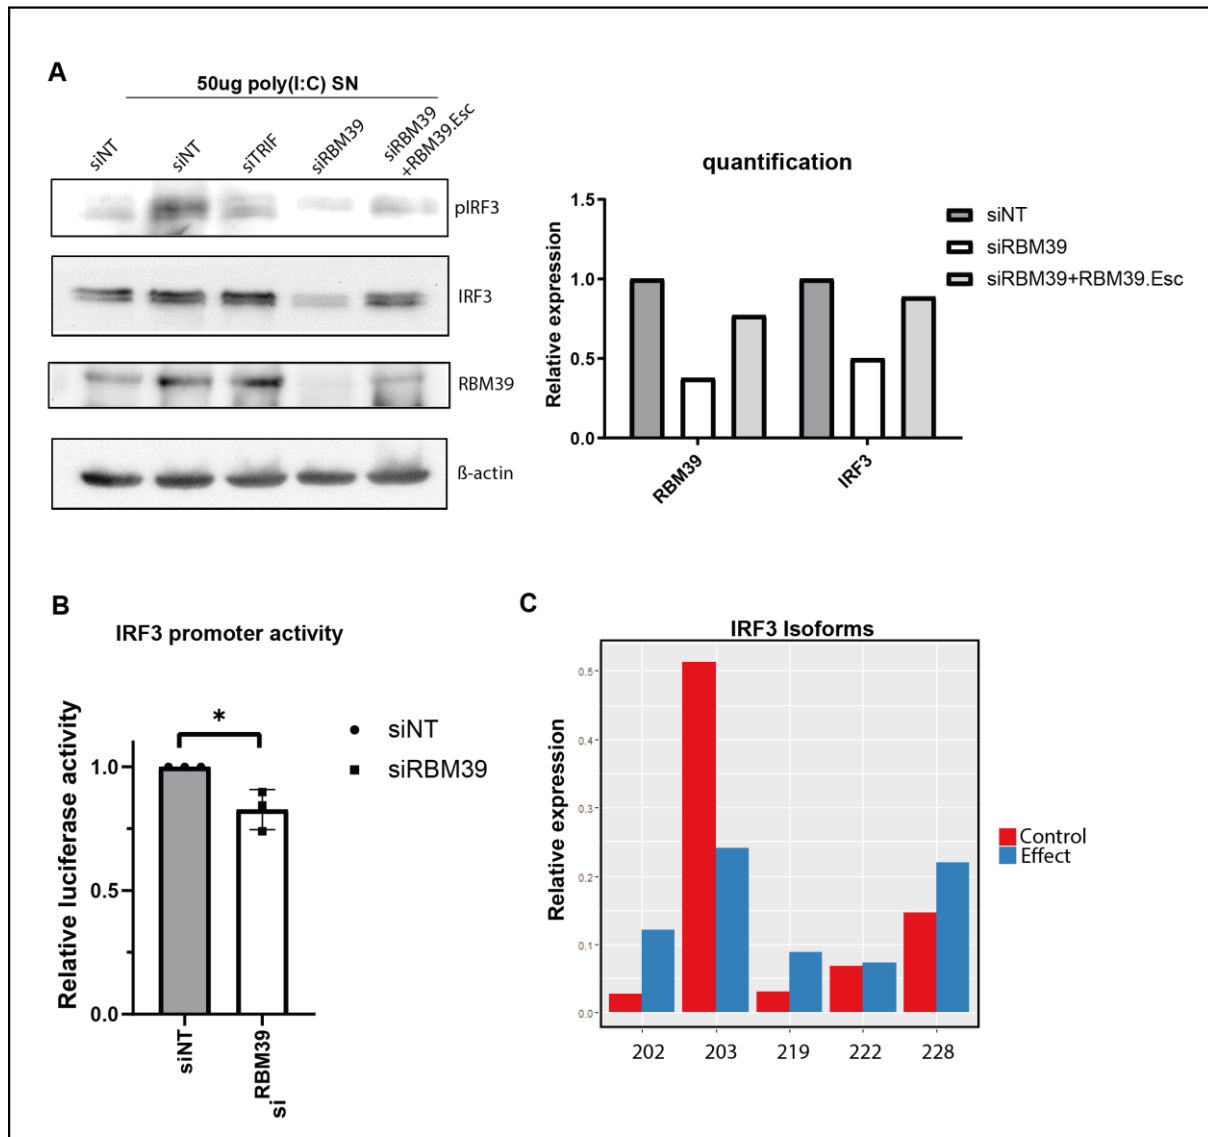 A
50ug poly(I:C) SN
siNT
siNT
siTRIF
siRBM39
siRBM39
+RBM39.Esc
pIRF3
IRF3
RBM39
ß-actin
quantification
Relative expression
1.5
1.0
0.5
0.0
RBM39
IRF3
siNT
siRBM39
siRBM39+RBM39.Esc
B
IRF3 promoter activity
Relative luciferase activity
1.0
0.5
0.0
*
siNT
siRBM39
siNT
siRBM39
C
IRF3 Isoforms
Relative expression
0.5
0.4
0.3
0.2
0.1
0.0
202 203 219 222 228
Control
Effect